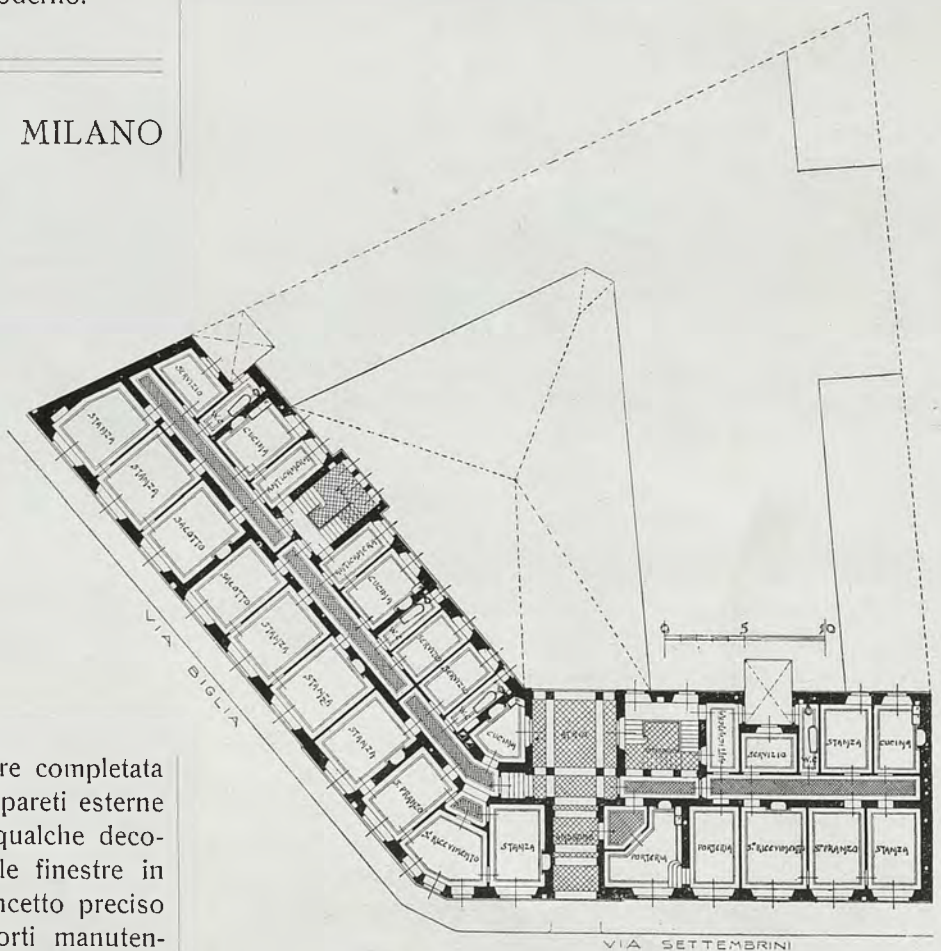 oderno.
MILANO
re completata
pareti esterne
qualche deco-
le finestre in
ncetto preciso
orti manuten-
SERVIZIO
W.C.
CUCINA
ANTICAMERA
STANZA
STANZA
SALOTTO
SALOTTO
STANZA
STANZA
STANZA
S. PRANZO
S. RICEVIMENTO
STANZA
ANTICAMERA
CUCINA
W.C.
SERVIZIO
SERVIZIO
W.C.
CUCINA
ATRIO
SERVIZIO
W.C.
STANZA
CUCINA
PORTERIA
PORTERIA
S. RICEVIMENTO
S. PRANZO
STANZA
0 5 10
VIA BIGLIA
VIA SETTEMBRINI